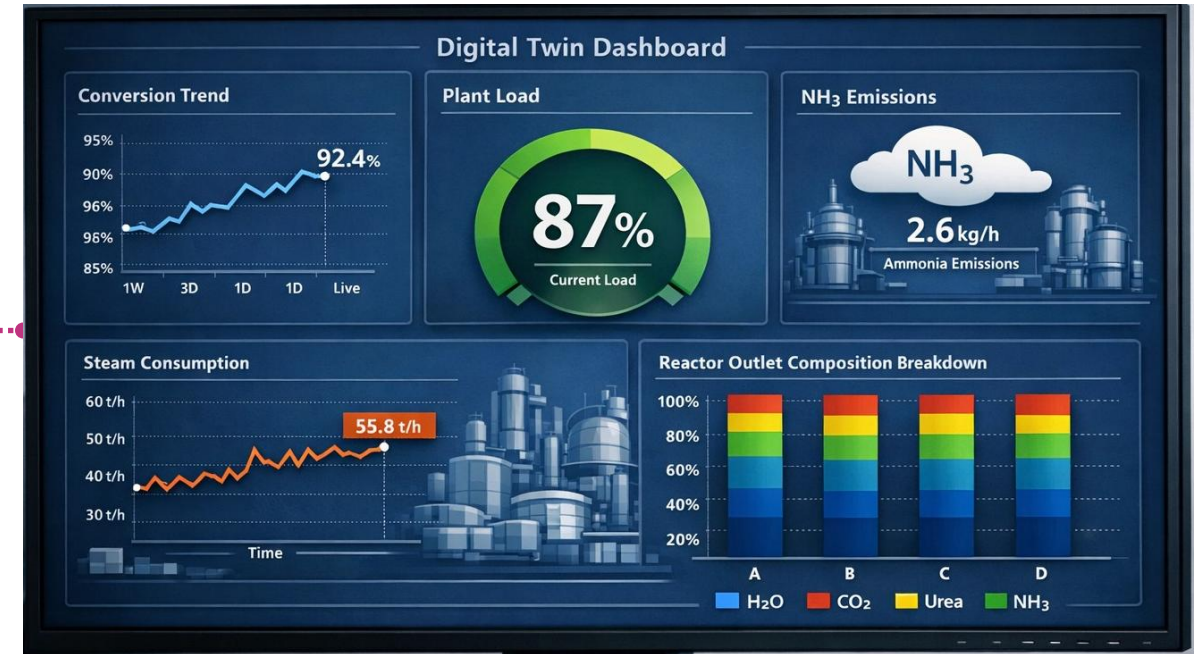 Digital Twin Dashboard
Conversion Trend
95%
92.4%
90%
96%
96%
85%
1W 3D 1D 1D Live
Plant Load
87%
Current Load
NH₃ Emissions
NH₃
2.6 kg/h
Ammonia Emissions
Steam Consumption
60 t/h
55.8 t/h
50 t/h
40 t/h
30 t/h
Time
Reactor Outlet Composition Breakdown
100%
80%
60%
40%
20%
A B C D
H₂O CO₂ Urea NH₃